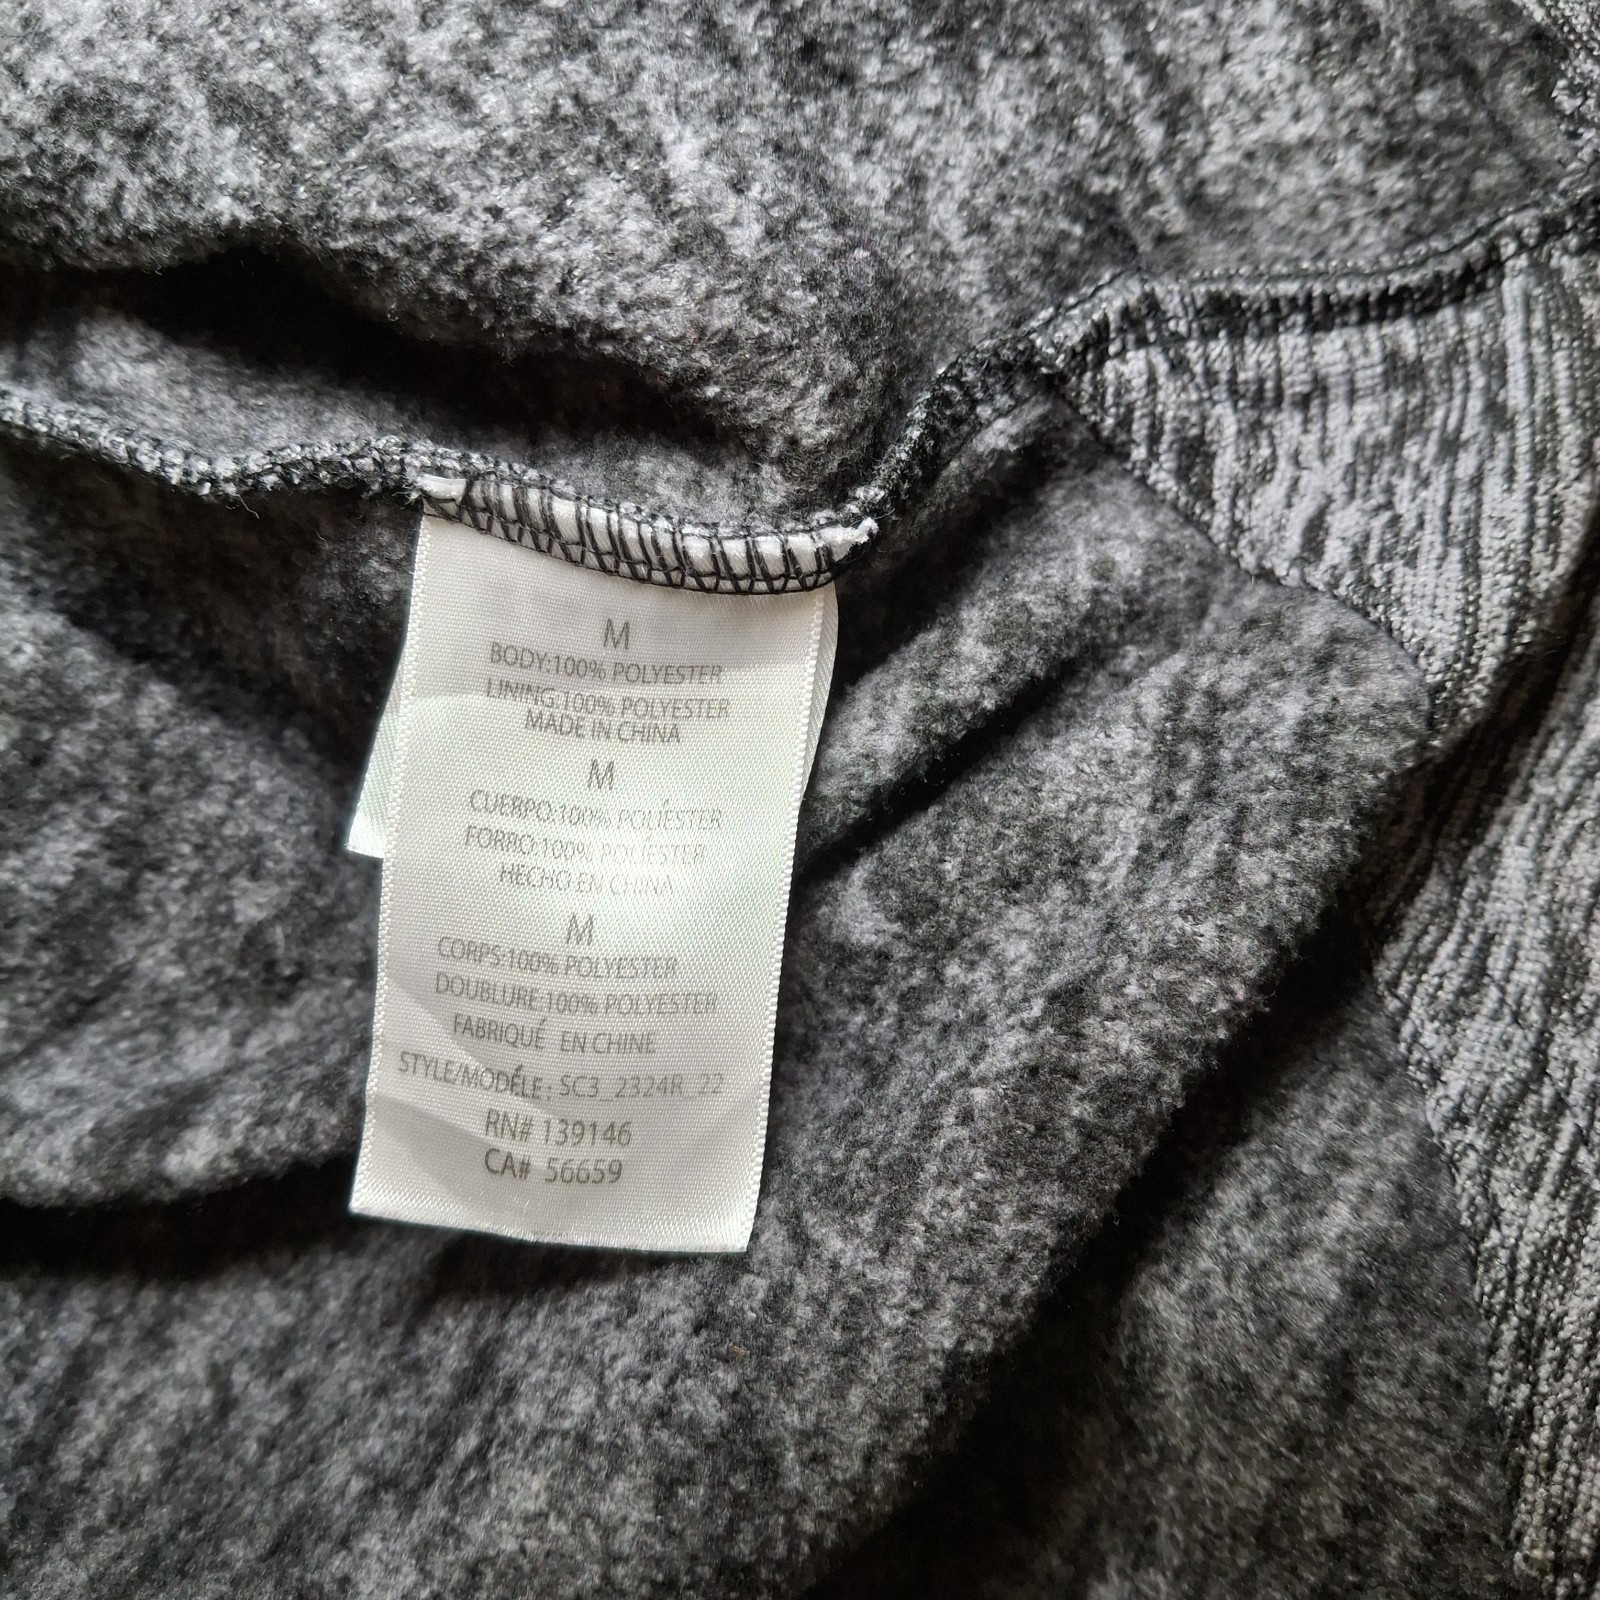 M
BODY:100% POLYESTER
LINING:100% POLYESTER
MADE IN CHINA
M
CUERPO:100% POLIÉSTER
FORRO:100% POLIÉSTER
HECHO EN CHINA
M
CORPS:100% POLYESTER
DOUBLURE:100% POLYESTER
FABRIQUÉ EN CHINE
STYLE/MODÉLE: SC3_2324R_22
RN# 139146
CA# 56659